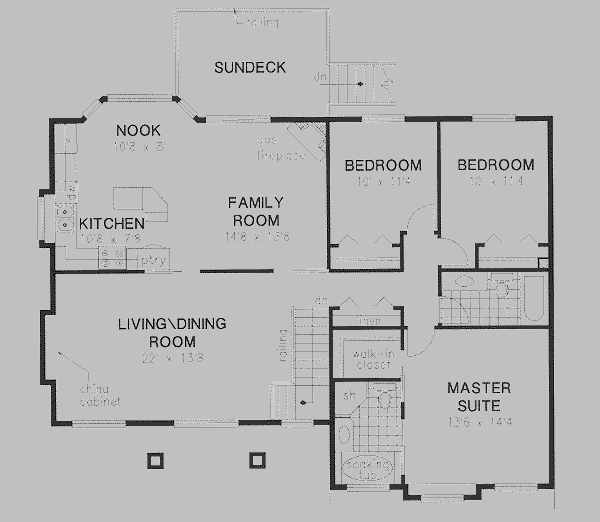 railing
SUNDECK
dn
NOOK
10'8 x 8'
gas
fireplace
BEDROOM
10' x 11'4
BEDROOM
10' x 11'4
FAMILY
ROOM
14'8 x 13'8
KITCHEN
10'8 x 7'8
ptry
dn
LIVING\DINING
ROOM
22' x 13'8
railing
linen
walk-in
closet
china
cabinet
sh
MASTER
SUITE
13'6 x 14'4
soaking
tub